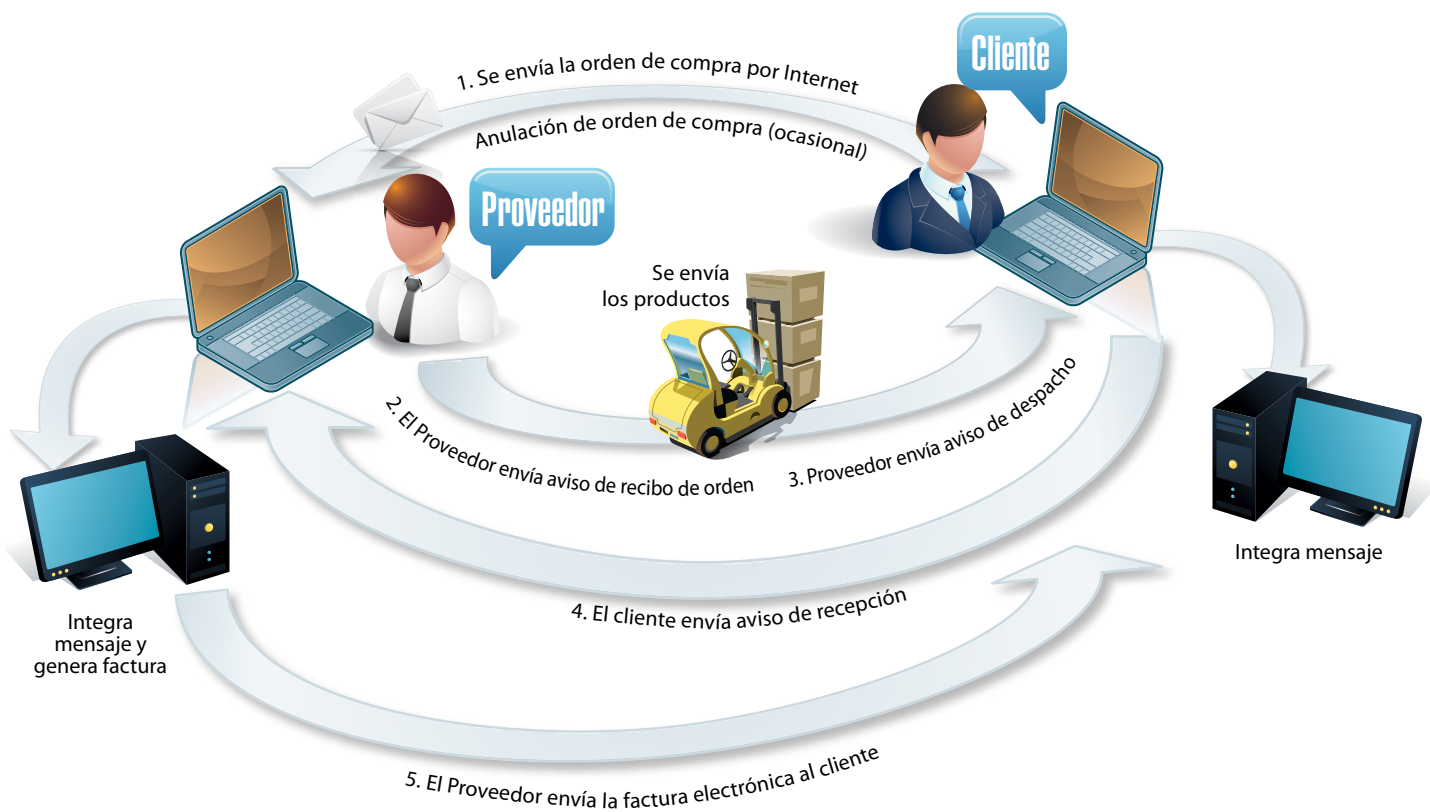 Cliente
1. Se envía la orden de compra por Internet
Anulación de orden de compra (ocasional)
Proveedor
Se envía
los productos
2. El Proveedor envía aviso de recibo de orden
3. Proveedor envía aviso de despacho
Integra mensaje
4. El cliente envía aviso de recepción
Integra
mensaje y
genera factura
5. El Proveedor envía la factura electrónica al cliente